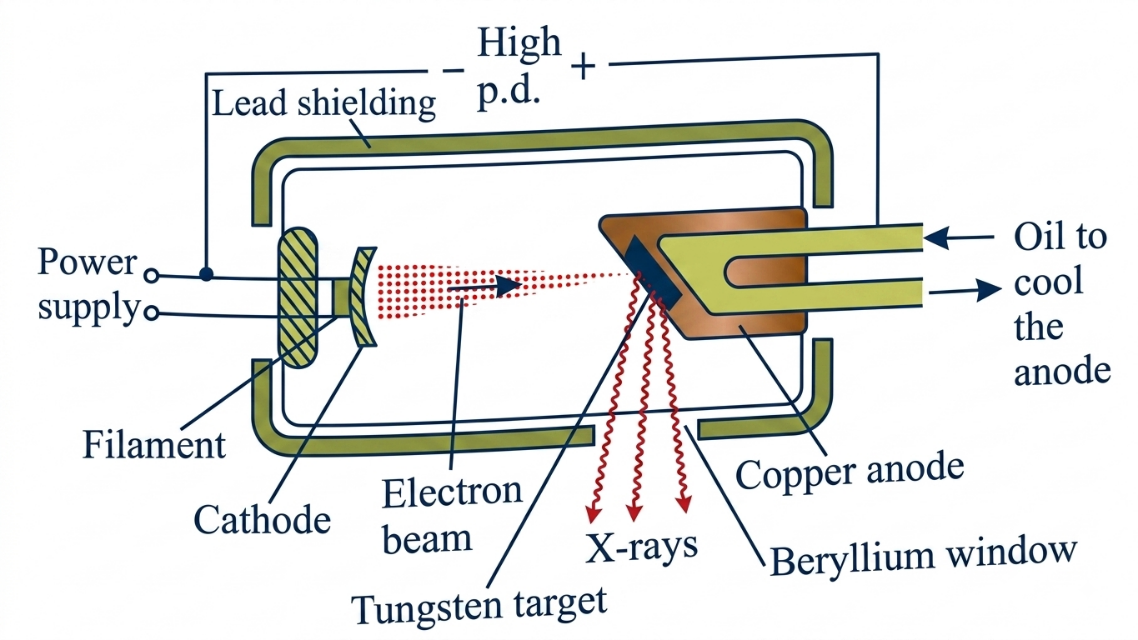 High
− p.d. +
Lead shielding
Power
supply
Oil to
cool
the
anode
Filament
Cathode
Electron
beam
X-rays
Copper anode
Beryllium window
Tungsten target